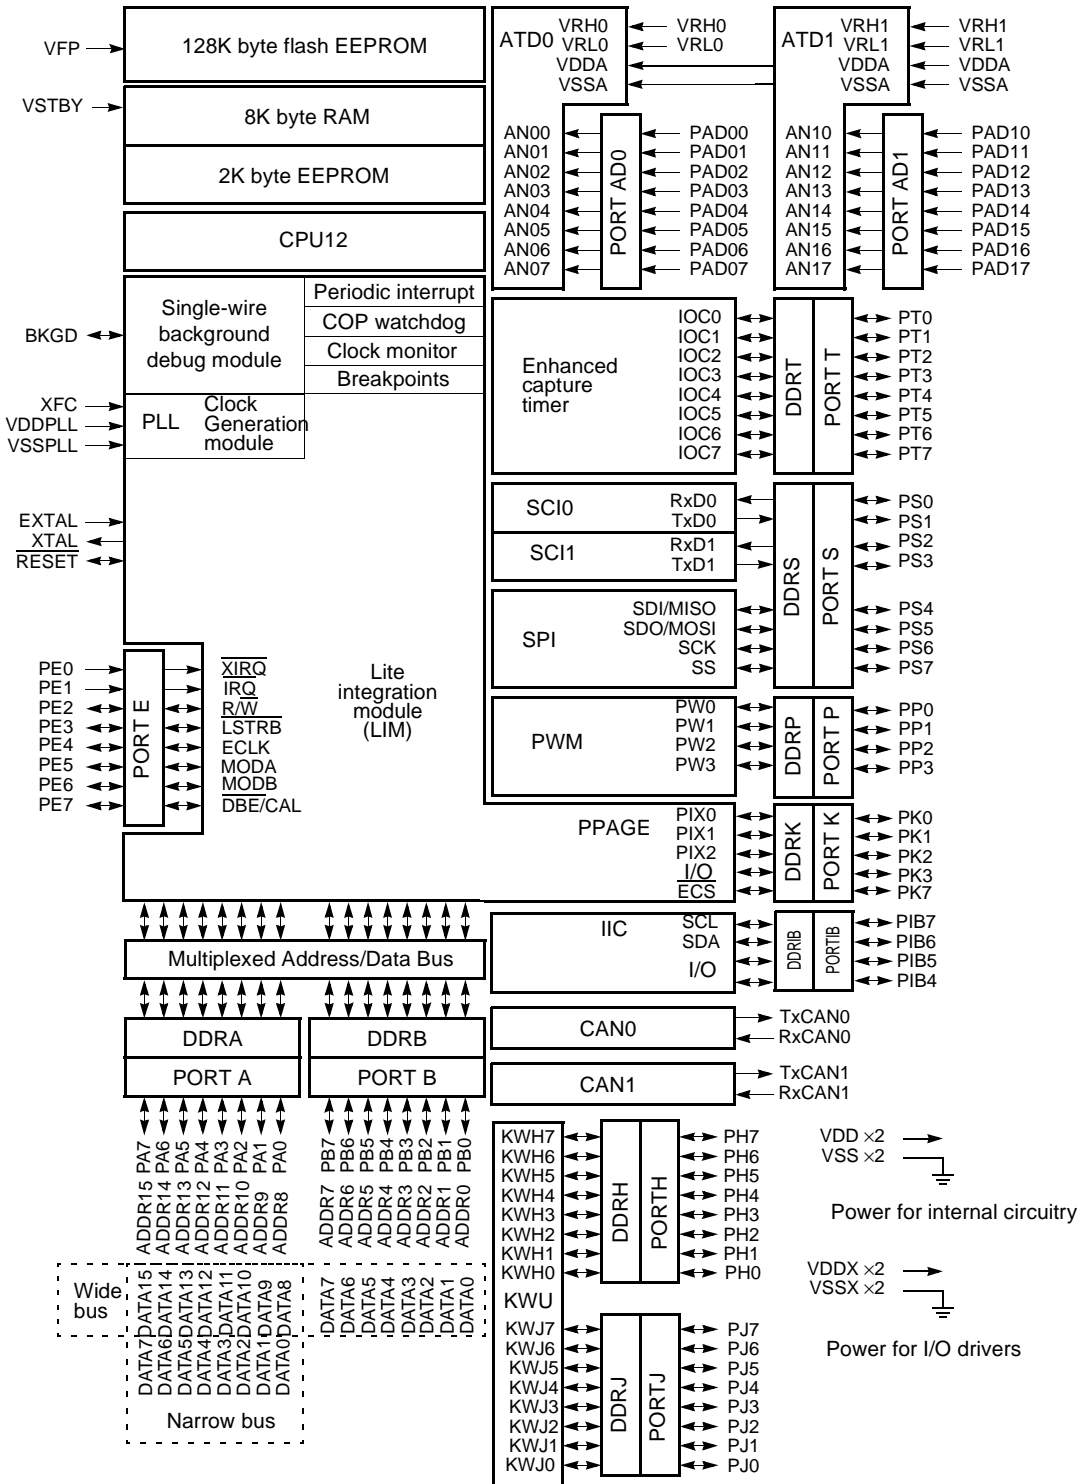 VFP
128K byte flash EEPROM
VSTBY
8K byte RAM
2K byte EEPROM
CPU12
Single-wire
background
debug module
Periodic interrupt
COP watchdog
Clock monitor
Breakpoints
BKGD
XFC
VDDPLL
VSSPLL
PLL
Clock
Generation
module
EXTAL
XTAL
RESET
Lite
integration
module
(LIM)
PE0
PE1
PE2
PE3
PE4
PE5
PE6
PE7
PORT E
XIRQ
IRQ
R/W
LSTRB
ECLK
MODA
MODB
DBE/CAL
Multiplexed Address/Data Bus
DDRA
PORT A
DDRB
PORT B
PA7
PA6
PA5
PA4
PA3
PA2
PA1
PA0
PB7
PB6
PB5
PB4
PB3
PB2
PB1
PB0
ADDR15
ADDR14
ADDR13
ADDR12
ADDR11
ADDR10
ADDR9
ADDR8
ADDR7
ADDR6
ADDR5
ADDR4
ADDR3
ADDR2
ADDR1
ADDR0
Wide
bus
DATA15
DATA14
DATA13
DATA12
DATA11
DATA10
DATA9
DATA8
DATA7
DATA6
DATA5
DATA4
DATA3
DATA2
DATA1
DATA0
DATA7
DATA6
DATA5
DATA4
DATA3
DATA2
DATA1
DATA0
Narrow bus
ATD0
VRH0
VRL0
VDDA
VSSA
VRH0
VRL0
AN00
AN01
AN02
AN03
AN04
AN05
AN06
AN07
PORT AD0
PAD00
PAD01
PAD02
PAD03
PAD04
PAD05
PAD06
PAD07
ATD1
VRH1
VRL1
VDDA
VSSA
VRH1
VRL1
VDDA
VSSA
AN10
AN11
AN12
AN13
AN14
AN15
AN16
AN17
PORT AD1
PAD10
PAD11
PAD12
PAD13
PAD14
PAD15
PAD16
PAD17
Enhanced
capture
timer
IOC0
IOC1
IOC2
IOC3
IOC4
IOC5
IOC6
IOC7
DDRT
PORT T
PT0
PT1
PT2
PT3
PT4
PT5
PT6
PT7
SCI0
RxD0
TxD0
SCI1
RxD1
TxD1
SPI
SDI/MISO
SDO/MOSI
SCK
SS
DDRS
PORT S
PS0
PS1
PS2
PS3
PS4
PS5
PS6
PS7
PWM
PW0
PW1
PW2
PW3
DDRP
PORT P
PP0
PP1
PP2
PP3
PPAGE
PIX0
PIX1
PIX2
I/O
ECS
DDRK
PORT K
PK0
PK1
PK2
PK3
PK7
IIC
SCL
SDA
I/O
DDRIB
PORTIB
PIB7
PIB6
PIB5
PIB4
CAN0
TxCAN0
RxCAN0
CAN1
TxCAN1
RxCAN1
KWH7
KWH6
KWH5
KWH4
KWH3
KWH2
KWH1
KWH0
DDRH
PORTH
PH7
PH6
PH5
PH4
PH3
PH2
PH1
PH0
KWU
KWJ7
KWJ6
KWJ5
KWJ4
KWJ3
KWJ2
KWJ1
KWJ0
DDRJ
PORTJ
PJ7
PJ6
PJ5
PJ4
PJ3
PJ2
PJ1
PJ0
VDD ×2
VSS ×2
Power for internal circuitry
VDDX ×2
VSSX ×2
Power for I/O drivers